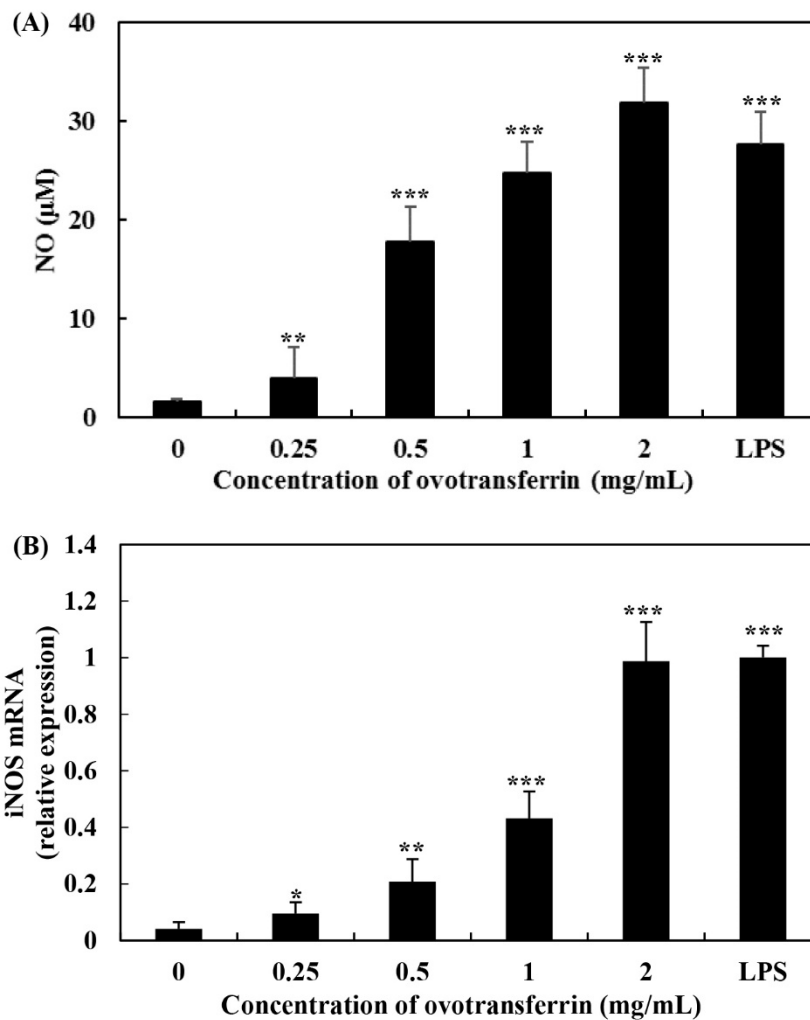 (A)
40
30
20
10
0
NO (μM)
**
***
***
***
***
0 0.25 0.5 1 2 LPS
Concentration of ovotransferrin (mg/mL)
(B)
1.4
1.2
1
0.8
0.6
0.4
0.2
0
iNOS mRNA
(relative expression)
*
**
***
***
***
0 0.25 0.5 1 2 LPS
Concentration of ovotransferrin (mg/mL)